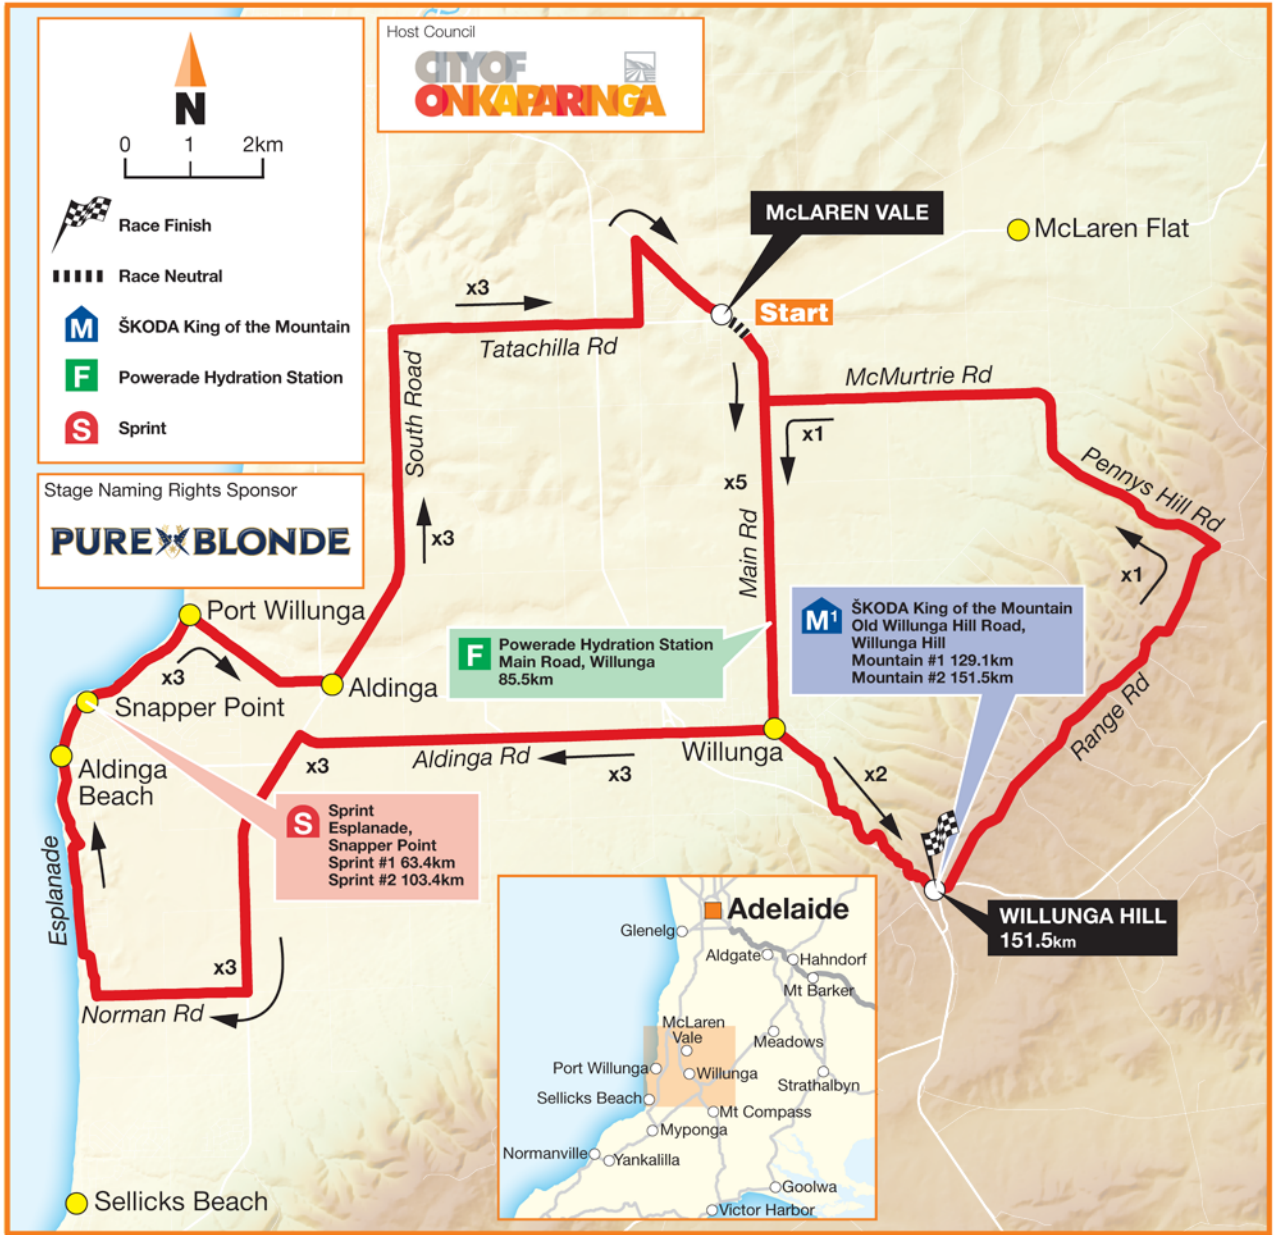 N
0 1 2km
Race Finish
Race Neutral
M ŠKODA King of the Mountain
F Powerade Hydration Station
S Sprint
Host Council
CITY OF
ONKAPARINGA
Stage Naming Rights Sponsor
PURE BLONDE
McLAREN VALE
McLaren Flat
Start
x3
Tatachilla Rd
South Road
x3
McMurtrie Rd
x1
x5
Main Rd
Pennys Hill Rd
x1
Range Rd
Port Willunga
x3
Aldinga
Snapper Point
Aldinga
Beach
F
Powerade Hydration Station
Main Road, Willunga
85.5km
M1
ŠKODA King of the Mountain
Old Willunga Hill Road,
Willunga Hill
Mountain #1 129.1km
Mountain #2 151.5km
Willunga
Aldinga Rd
x3
x3
x2
S
Sprint
Esplanade,
Snapper Point
Sprint #1 63.4km
Sprint #2 103.4km
Esplanade
x3
Norman Rd
WILLUNGA HILL
151.5km
Sellicks Beach
Adelaide
Glenelg
Aldgate
Hahndorf
Mt Barker
McLaren
Vale
Meadows
Port Willunga
Willunga
Strathalbyn
Sellicks Beach
Mt Compass
Myponga
Normanville
Yankalilla
Goolwa
Victor Harbor